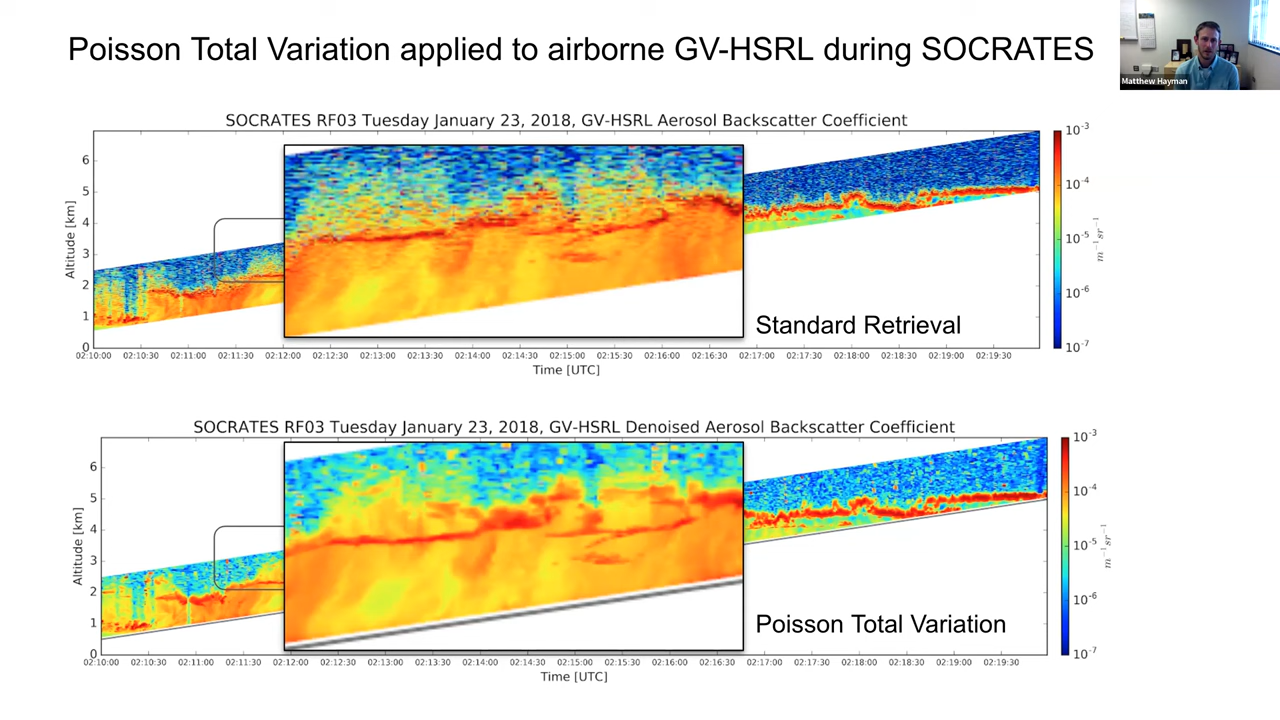 Poisson Total Variation applied to airborne GV-HSRL during SOCRATES
Matthew Hayman
SOCRATES RF03 Tuesday January 23, 2018, GV-HSRL Aerosol Backscatter Coefficient
Altitude [km]
6
5
4
3
2
1
0
02:10:00 02:10:30 02:11:00 02:11:30 02:12:00 02:12:30 02:13:00 02:13:30 02:14:00 02:14:30 02:15:00 02:15:30 02:16:00 02:16:30 02:17:00 02:17:30 02:18:00 02:18:30 02:19:00 02:19:30
Time [UTC]
Standard Retrieval
10⁻³
10⁻⁴
10⁻⁵
10⁻⁶
10⁻⁷
m⁻¹sr⁻¹
SOCRATES RF03 Tuesday January 23, 2018, GV-HSRL Denoised Aerosol Backscatter Coefficient
Altitude [km]
6
5
4
3
2
1
0
02:10:00 02:10:30 02:11:00 02:11:30 02:12:00 02:12:30 02:13:00 02:13:30 02:14:00 02:14:30 02:15:00 02:15:30 02:16:00 02:16:30 02:17:00 02:17:30 02:18:00 02:18:30 02:19:00 02:19:30
Time [UTC]
Poisson Total Variation
10⁻³
10⁻⁴
10⁻⁵
10⁻⁶
10⁻⁷
m⁻¹sr⁻¹